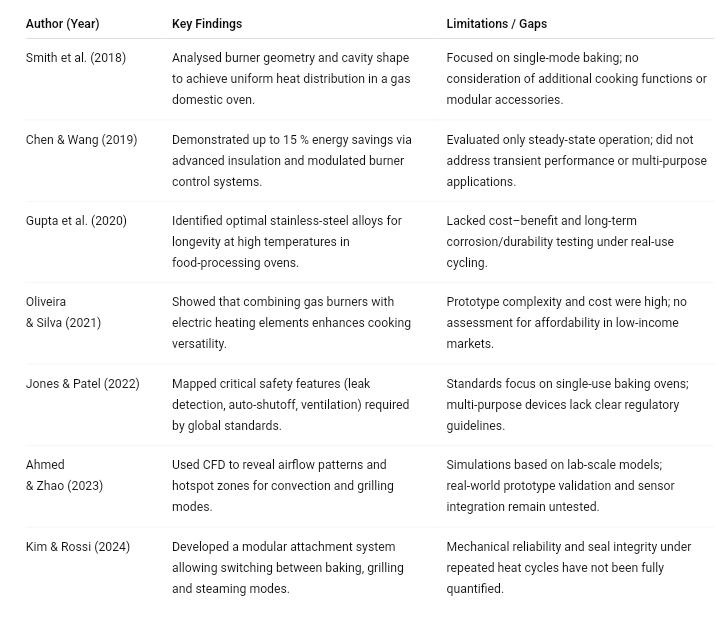 Author (Year) Key Findings Limitations / Gaps
Smith et al. (2018) Analysed burner geometry and cavity shape Focused on single-mode baking; no
to achieve uniform heat distribution in a gas consideration of additional cooking functions or
domestic oven. modular accessories.
Chen & Wang (2019) Demonstrated up to 15 % energy savings via Evaluated only steady-state operation; did not
advanced insulation and modulated burner address transient performance or multi-purpose
control systems. applications.
Gupta et al. (2020) Identified optimal stainless-steel alloys for Lacked cost–benefit and long-term
longevity at high temperatures in corrosion/durability testing under real-use
food-processing ovens. cycling.
Oliveira Showed that combining gas burners with Prototype complexity and cost were high; no
& Silva (2021) electric heating elements enhances cooking assessment for affordability in low-income
versatility. markets.
Jones & Patel (2022) Mapped critical safety features (leak Standards focus on single-use baking ovens;
detection, auto-shutoff, ventilation) required multi-purpose devices lack clear regulatory
by global standards. guidelines.
Ahmed Used CFD to reveal airflow patterns and Simulations based on lab-scale models;
& Zhao (2023) hotspot zones for convection and grilling real-world prototype validation and sensor
modes. integration remain untested.
Kim & Rossi (2024) Developed a modular attachment system Mechanical reliability and seal integrity under
allowing switching between baking, grilling repeated heat cycles have not been fully
and steaming modes. quantified.